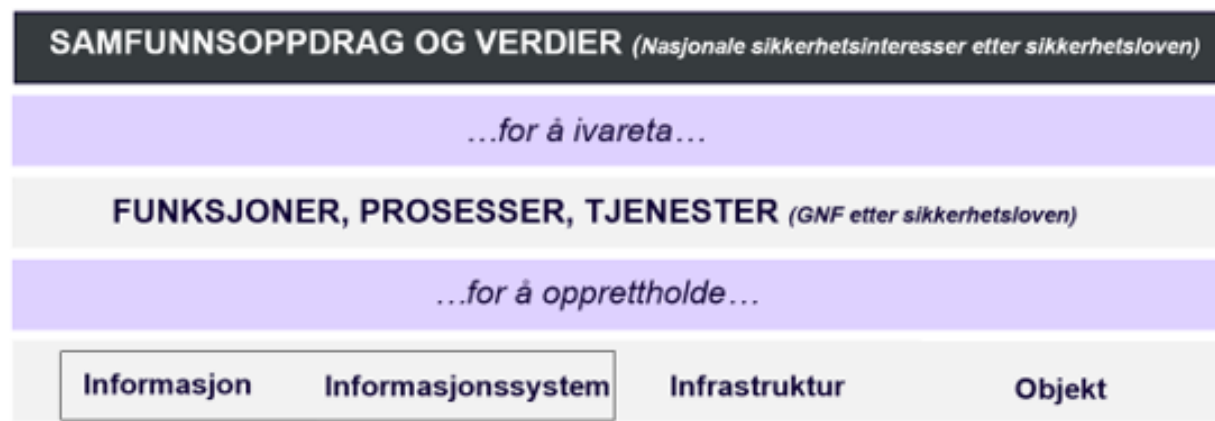 SAMFUNNSOPPDRAG OG VERDIER (Nasjonale sikkerhetsinteresser etter sikkerhetsloven)
…for å ivareta…
FUNKSJONER, PROSESSER, TJENESTER (GNF etter sikkerhetsloven)
…for å opprettholde…
Informasjon Informasjonssystem Infrastruktur Objekt